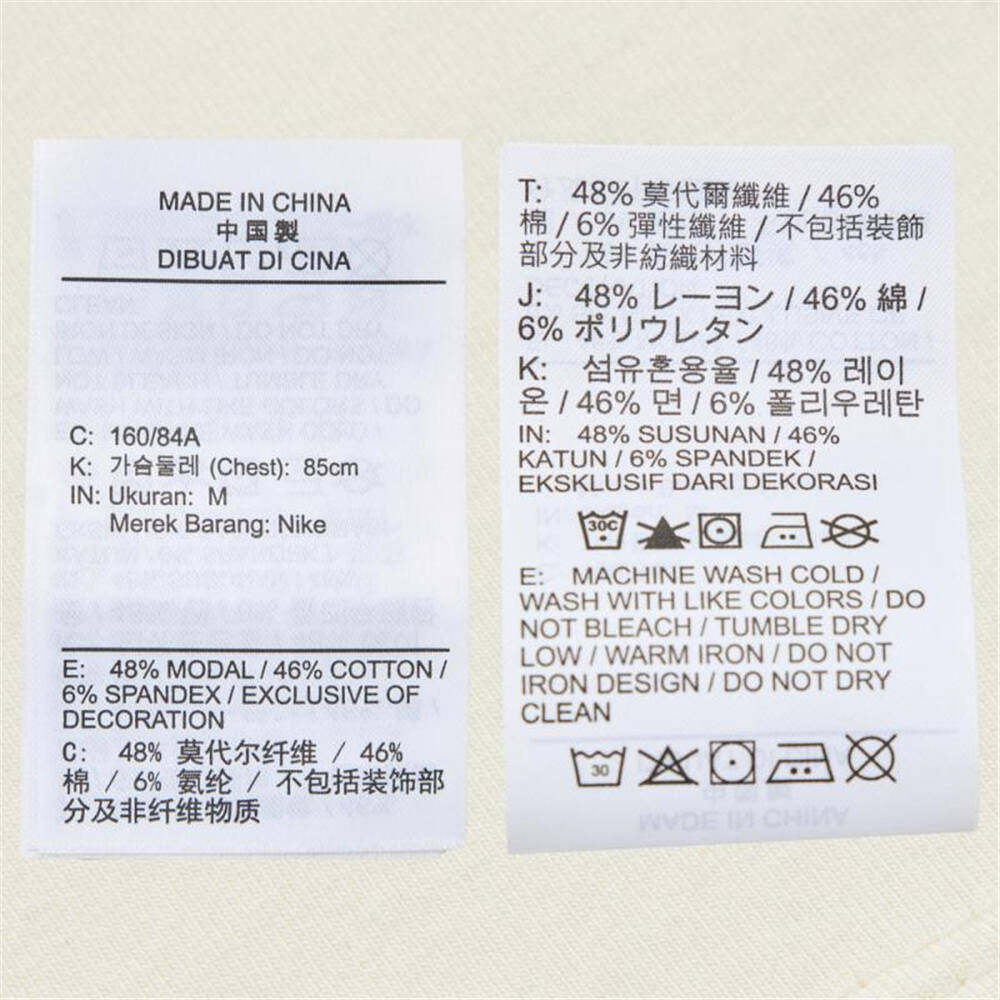 MADE IN CHINA
中国製
DIBUAT DI CINA
C: 160/84A
K: 가슴둘레 (Chest): 85cm
IN: Ukuran: M
Merek Barang: Nike
E: 48% MODAL / 46% COTTON /
6% SPANDEX / EXCLUSIVE OF
DECORATION
C: 48% 莫代尔纤维 / 46%
棉 / 6% 氨纶 / 不包括装饰部
分及非纤维物质
T: 48% 莫代爾纖維 / 46%
棉 / 6% 彈性纖維 / 不包括裝飾
部分及非紡織材料
J: 48% レーヨン / 46% 綿 /
6% ポリウレタン
K: 섬유혼용율 / 48% 레이
온 / 46% 면 / 6% 폴리우레탄
IN: 48% SUSUNAN / 46%
KATUN / 6% SPANDEK /
EKSKLUSIF DARI DEKORASI
30C
E: MACHINE WASH COLD /
WASH WITH LIKE COLORS / DO
NOT BLEACH / TUMBLE DRY
LOW / WARM IRON / DO NOT
IRON DESIGN / DO NOT DRY
CLEAN
30